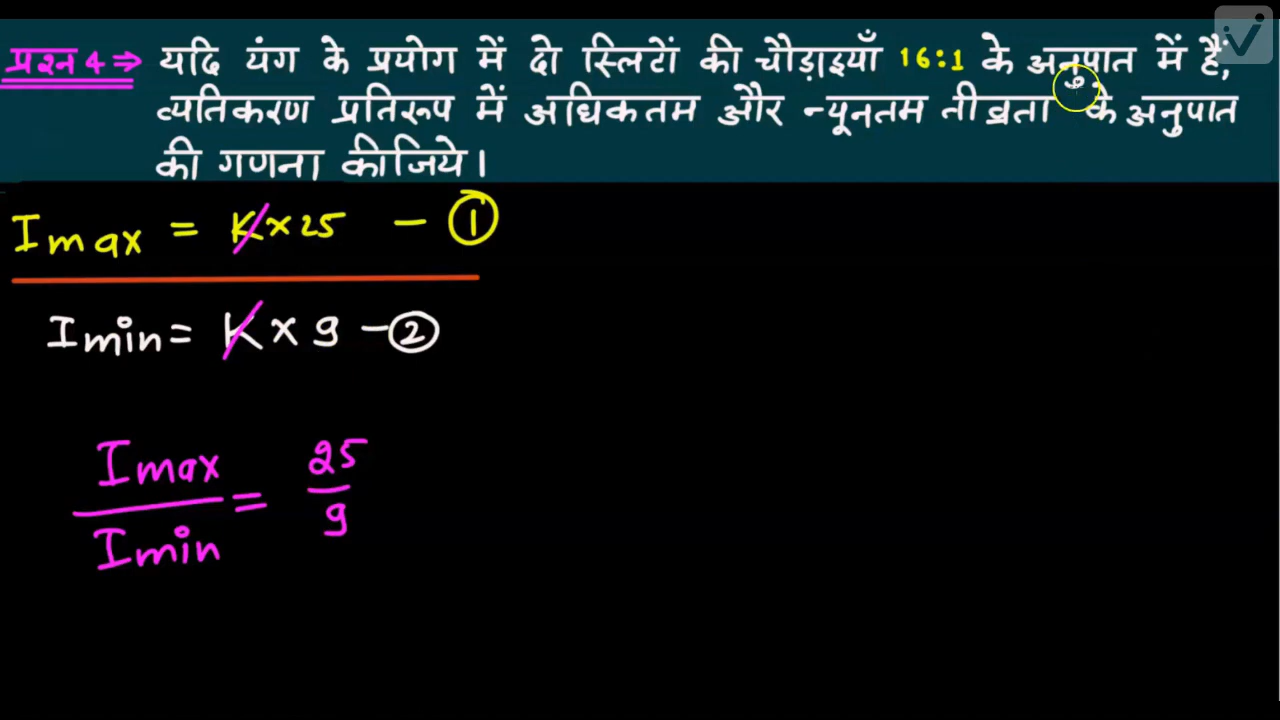 प्रश्न 4 ⇒ यदि यंग के प्रयोग में दो स्लिटों की चौड़ाइयाँ 16:1 के अनुपात में हैं,
व्यतिकरण प्रतिरूप में अधिकतम और न्यूनतम तीव्रता के अनुपात
की गणना कीजिये।
Imax = K×25 - ①
Imin = K×9 - ②
Imax/Imin = 25/9